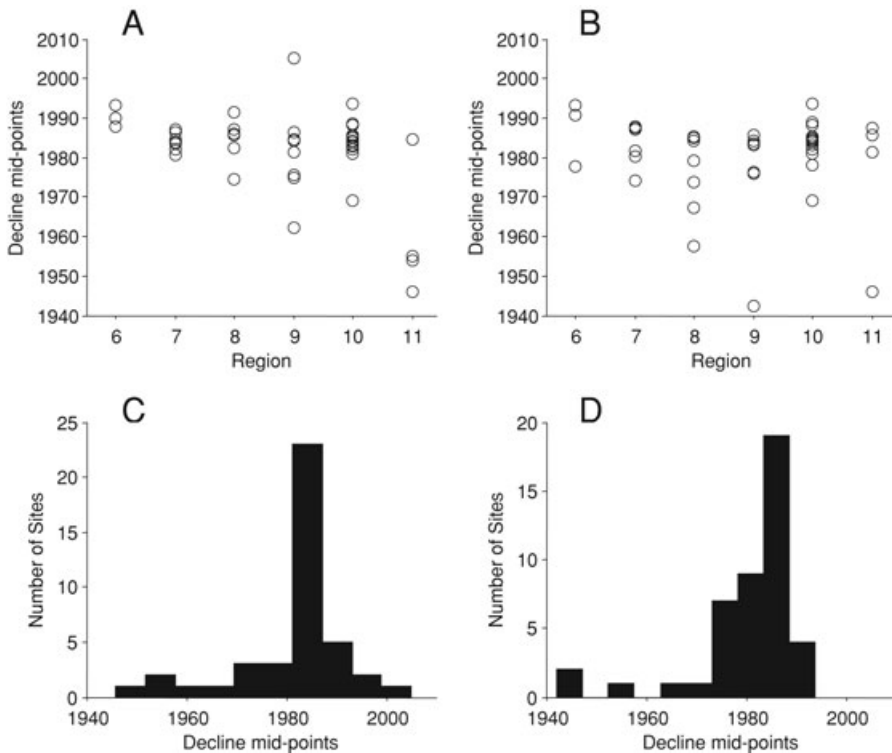 A
B
2010
2000
1990
1980
1970
1960
1950
1940
Decline mid-points
6 7 8 9 10 11
Region
2010
2000
1990
1980
1970
1960
1950
1940
Decline mid-points
6 7 8 9 10 11
Region
C
D
25
20
15
10
5
0
Number of Sites
1940 1960 1980 2000
Decline mid-points
20
15
10
5
0
Number of Sites
1940 1960 1980 2000
Decline mid-points